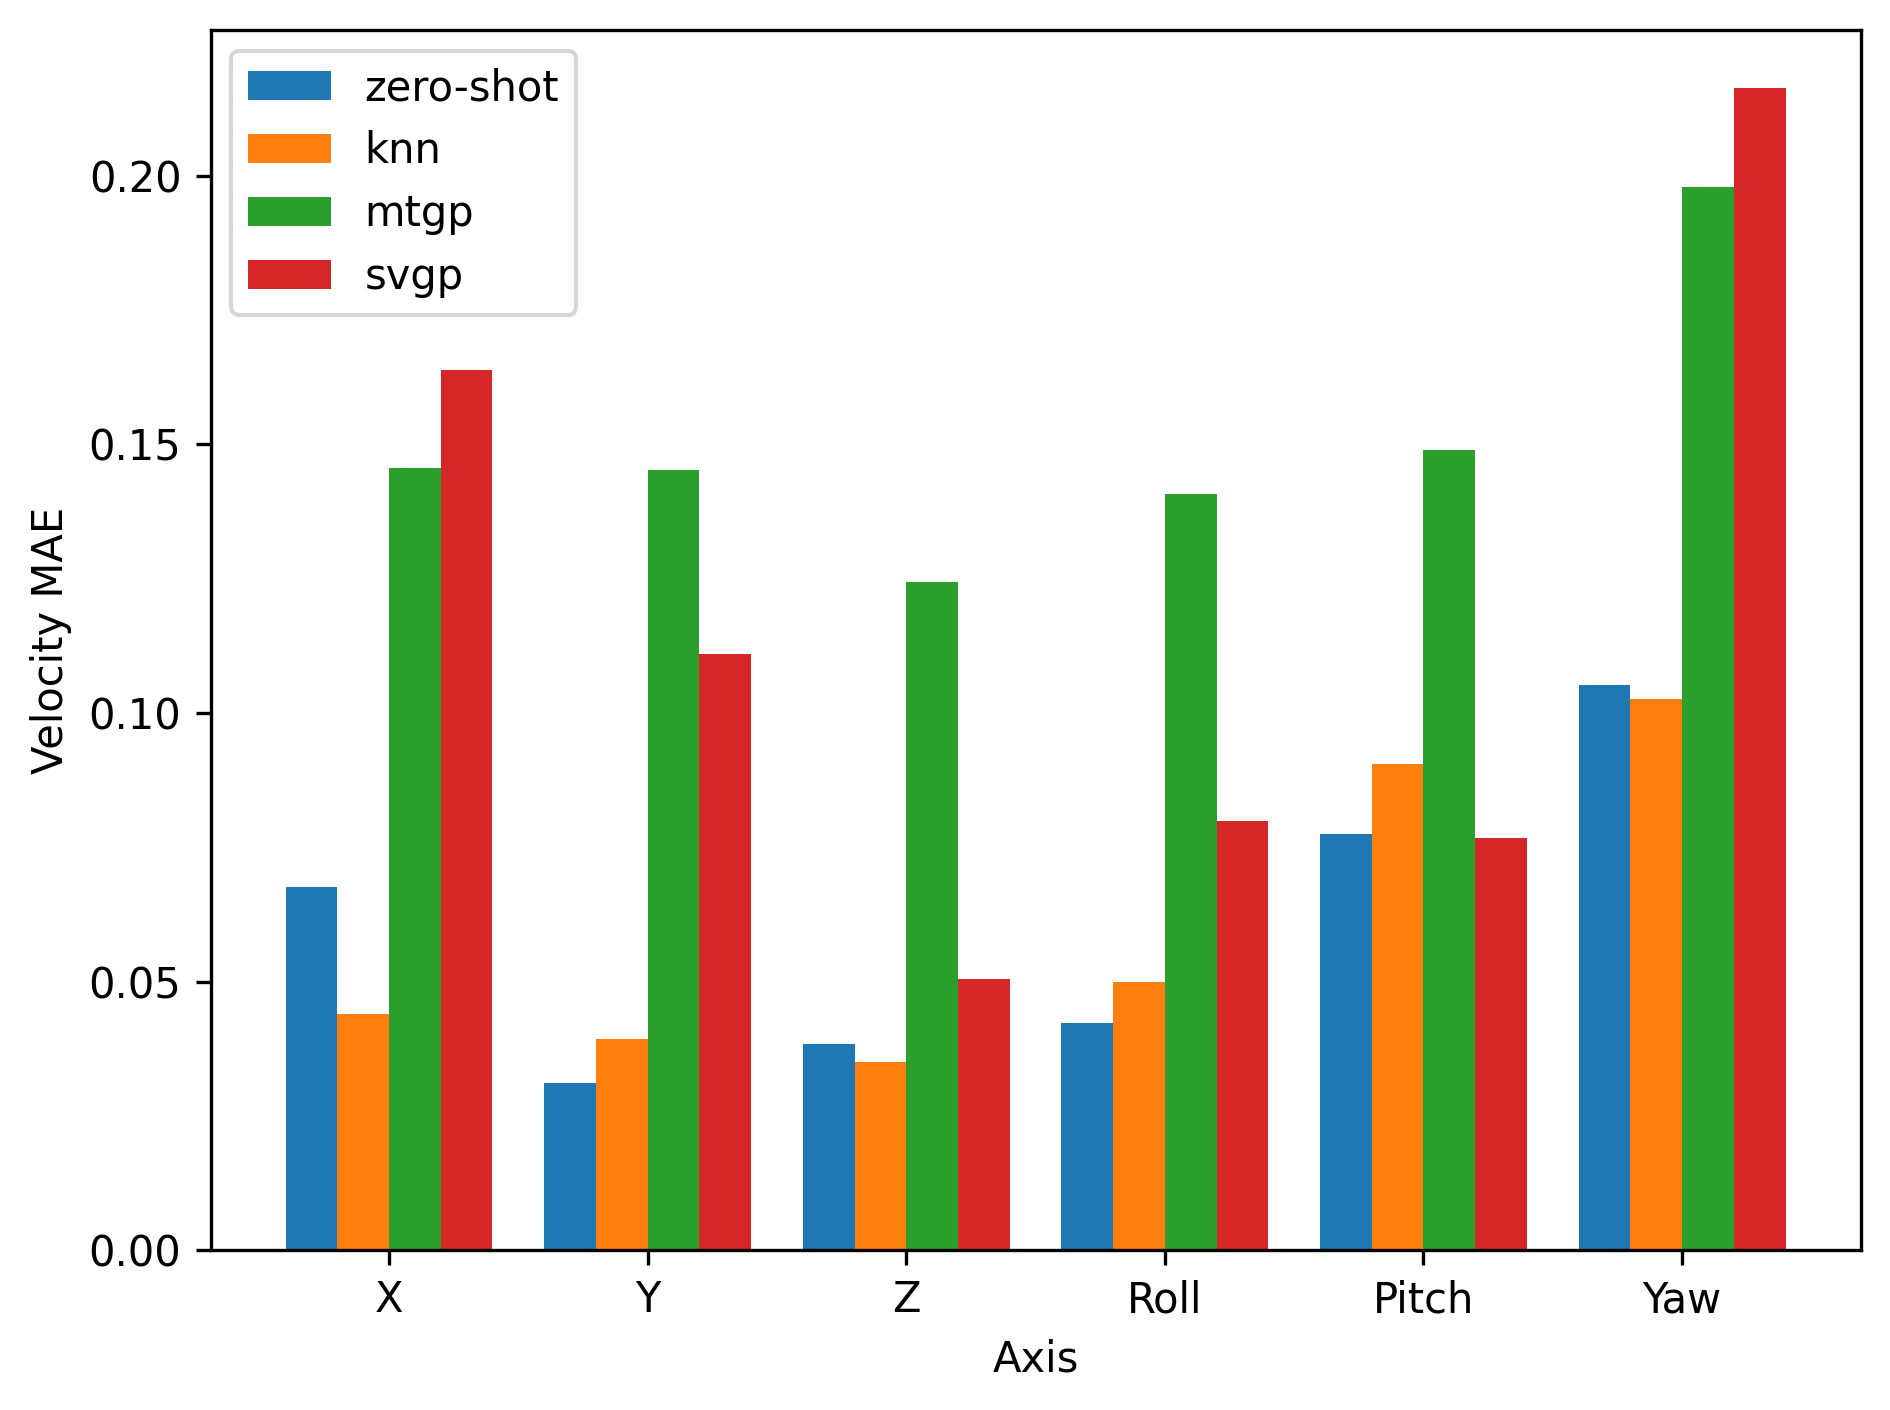 zero-shot
knn
mtgp
svgp
0.20
0.15
0.10
0.05
0.00
Velocity MAE
X Y Z Roll Pitch Yaw
Axis